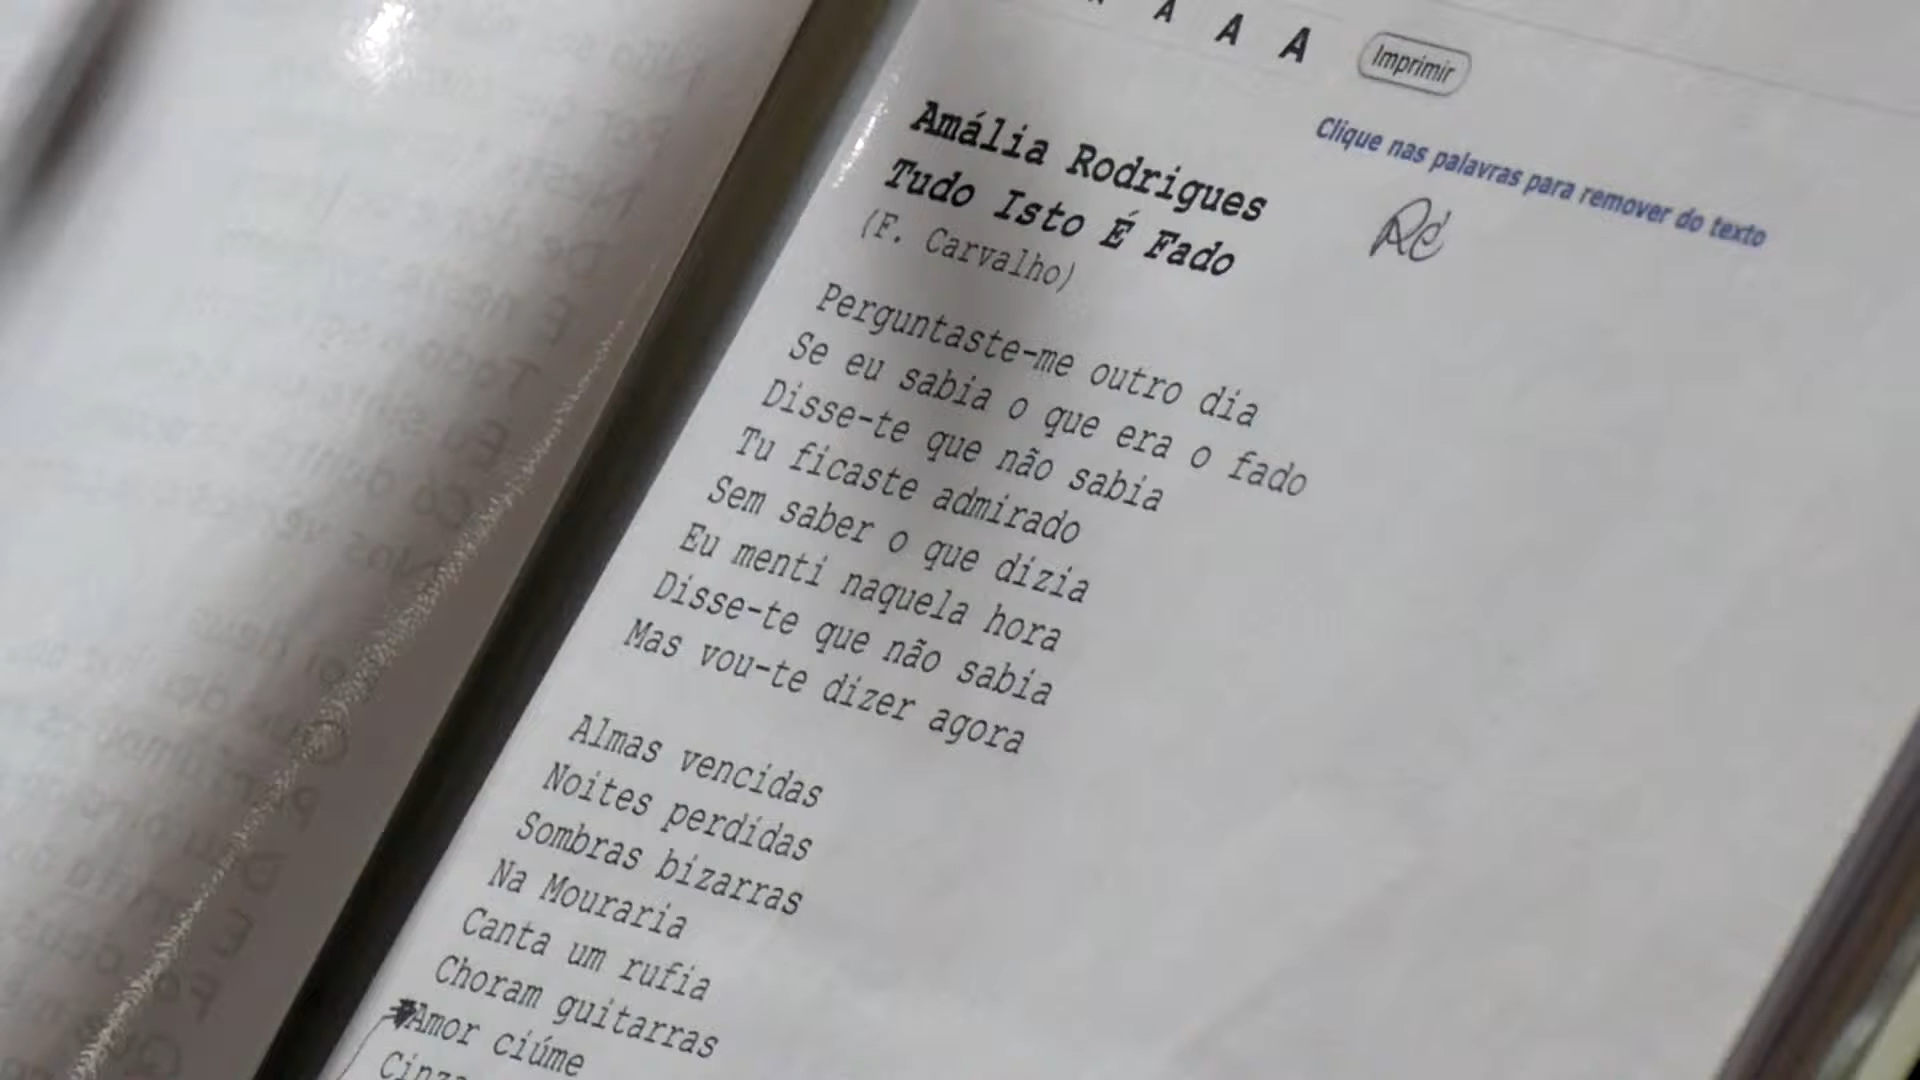 A A A Imprimir
Clique nas palavras para remover do texto
Amália Rodrigues
Tudo Isto É Fado
(F. Carvalho)
Perguntaste-me outro dia
Se eu sabia o que era o fado
Disse-te que não sabia
Tu ficaste admirado
Sem saber o que dizia
Eu menti naquela hora
Disse-te que não sabia
Mas vou-te dizer agora
Almas vencidas
Noites perdidas
Sombras bizarras
Na Mouraria
Canta um rufia
Choram guitarras
Amor ciúme